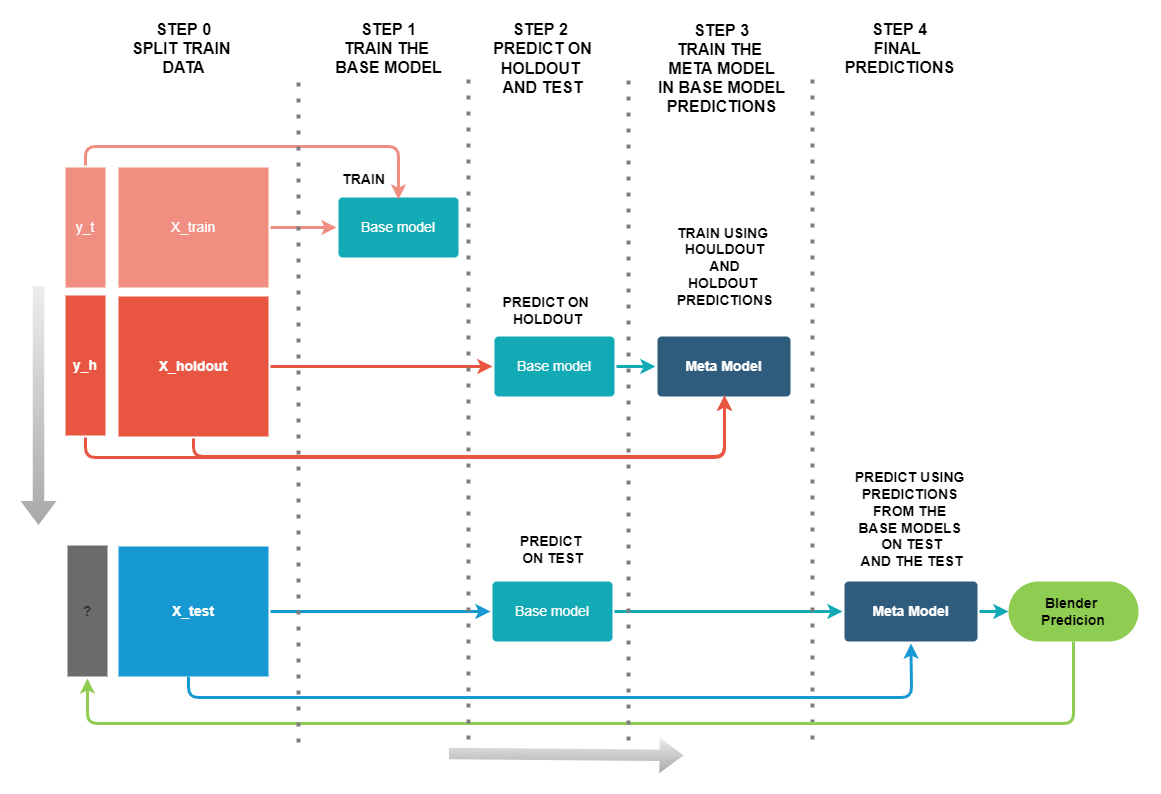 STEP 0
SPLIT TRAIN
DATA
STEP 1
TRAIN THE
BASE MODEL
STEP 2
PREDICT ON
HOLDOUT
AND TEST
STEP 3
TRAIN THE
META MODEL
IN BASE MODEL
PREDICTIONS
STEP 4
FINAL
PREDICTIONS
y_t
X_train
TRAIN
Base model
y_h
X_holdout
PREDICT ON
HOLDOUT
Base model
TRAIN USING
HOULDOUT
AND
HOLDOUT
PREDICTIONS
Meta Model
?
X_test
PREDICT
ON TEST
Base model
PREDICT USING
PREDICTIONS
FROM THE
BASE MODELS
ON TEST
AND THE TEST
Meta Model
Blender
Predicion